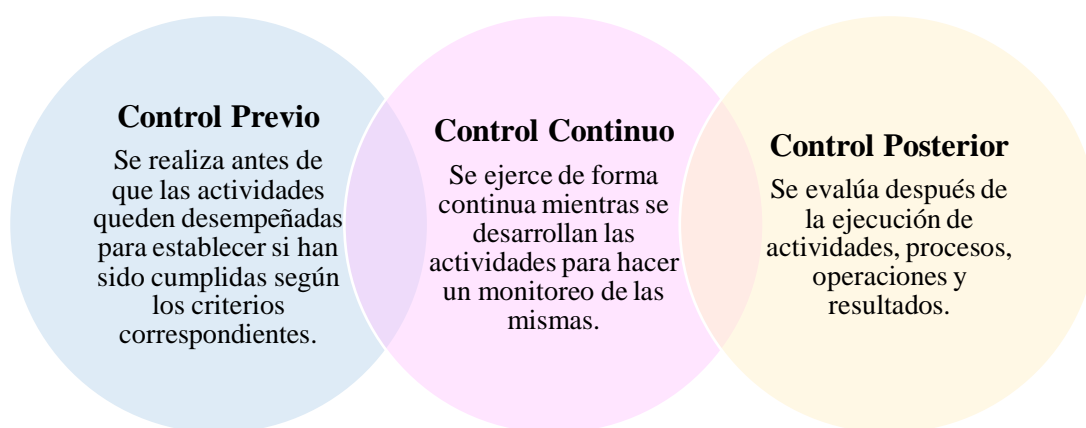 Control Previo
Se realiza antes de
que las actividades
queden desempeñadas
para establecer si han
sido cumplidas según
los criterios
correspondientes.
Control Continuo
Se ejerce de forma
continua mientras se
desarrollan las
actividades para hacer
un monitoreo de las
mismas.
Control Posterior
Se evalúa después de
la ejecución de
actividades, procesos,
operaciones y
resultados.